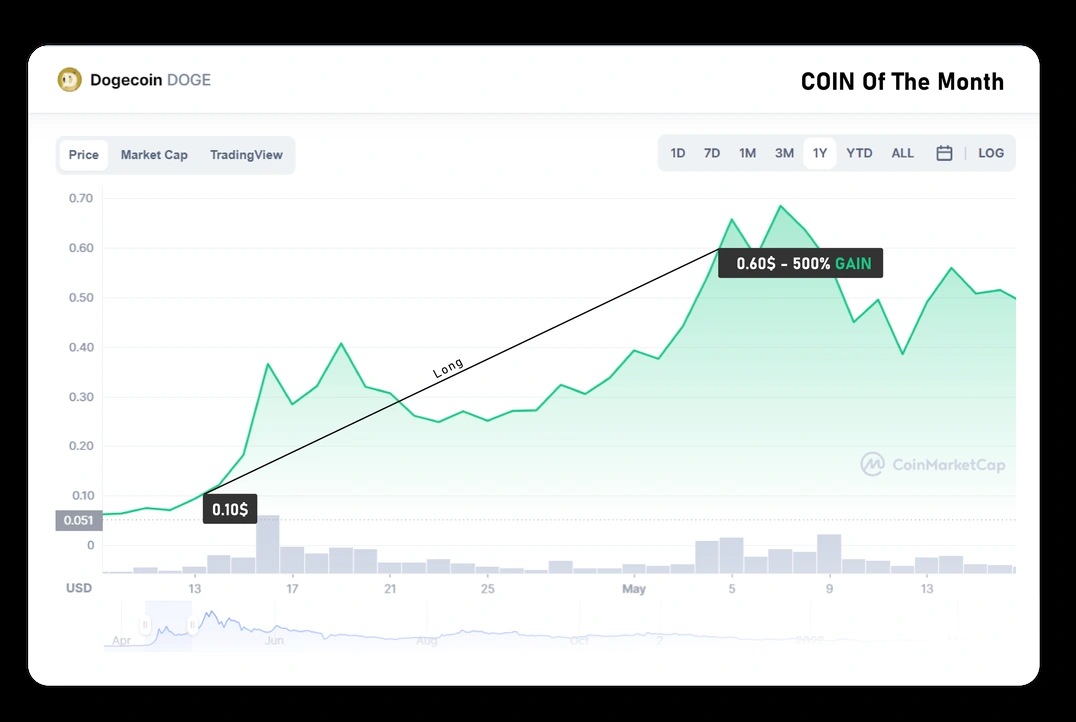 Dogecoin DOGE
COIN Of The Month
Price Market Cap TradingView
1D 7D 1M 3M 1Y YTD ALL LOG
0.70
0.60
0.60$ - 500% GAIN
0.50
0.40
Long
0.30
0.20
CoinMarketCap
0.10
0.10$
0.051
0
USD 13 17 21 25 May 5 9 13
Apr Jun Aug Oct